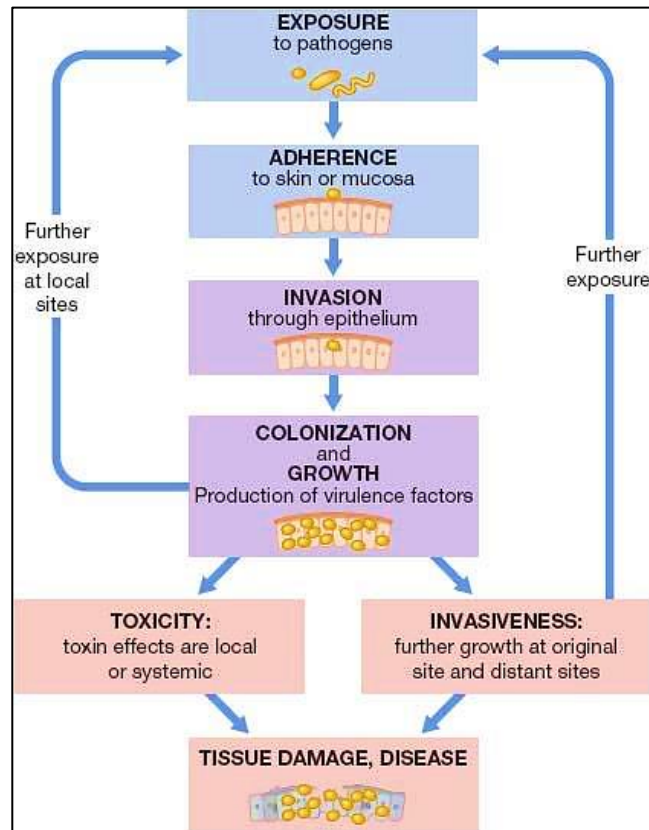 EXPOSURE
to pathogens
ADHERENCE
to skin or mucosa
Further
exposure
at local
sites
Further
exposure
INVASION
through epithelium
COLONIZATION
and
GROWTH
Production of virulence factors
TOXICITY:
toxin effects are local
or systemic
INVASIVENESS:
further growth at original
site and distant sites
TISSUE DAMAGE, DISEASE